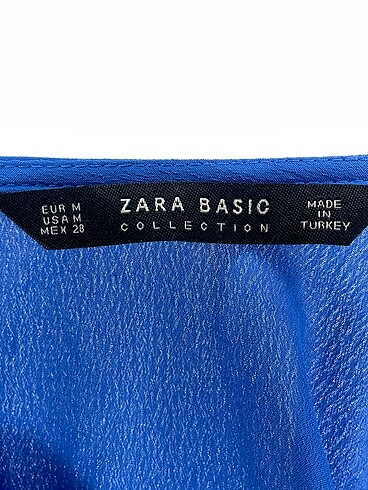 EUR M
USA M
MEX 28
ZARA BASIC
COLLECTION
MADE
IN
TURKEY